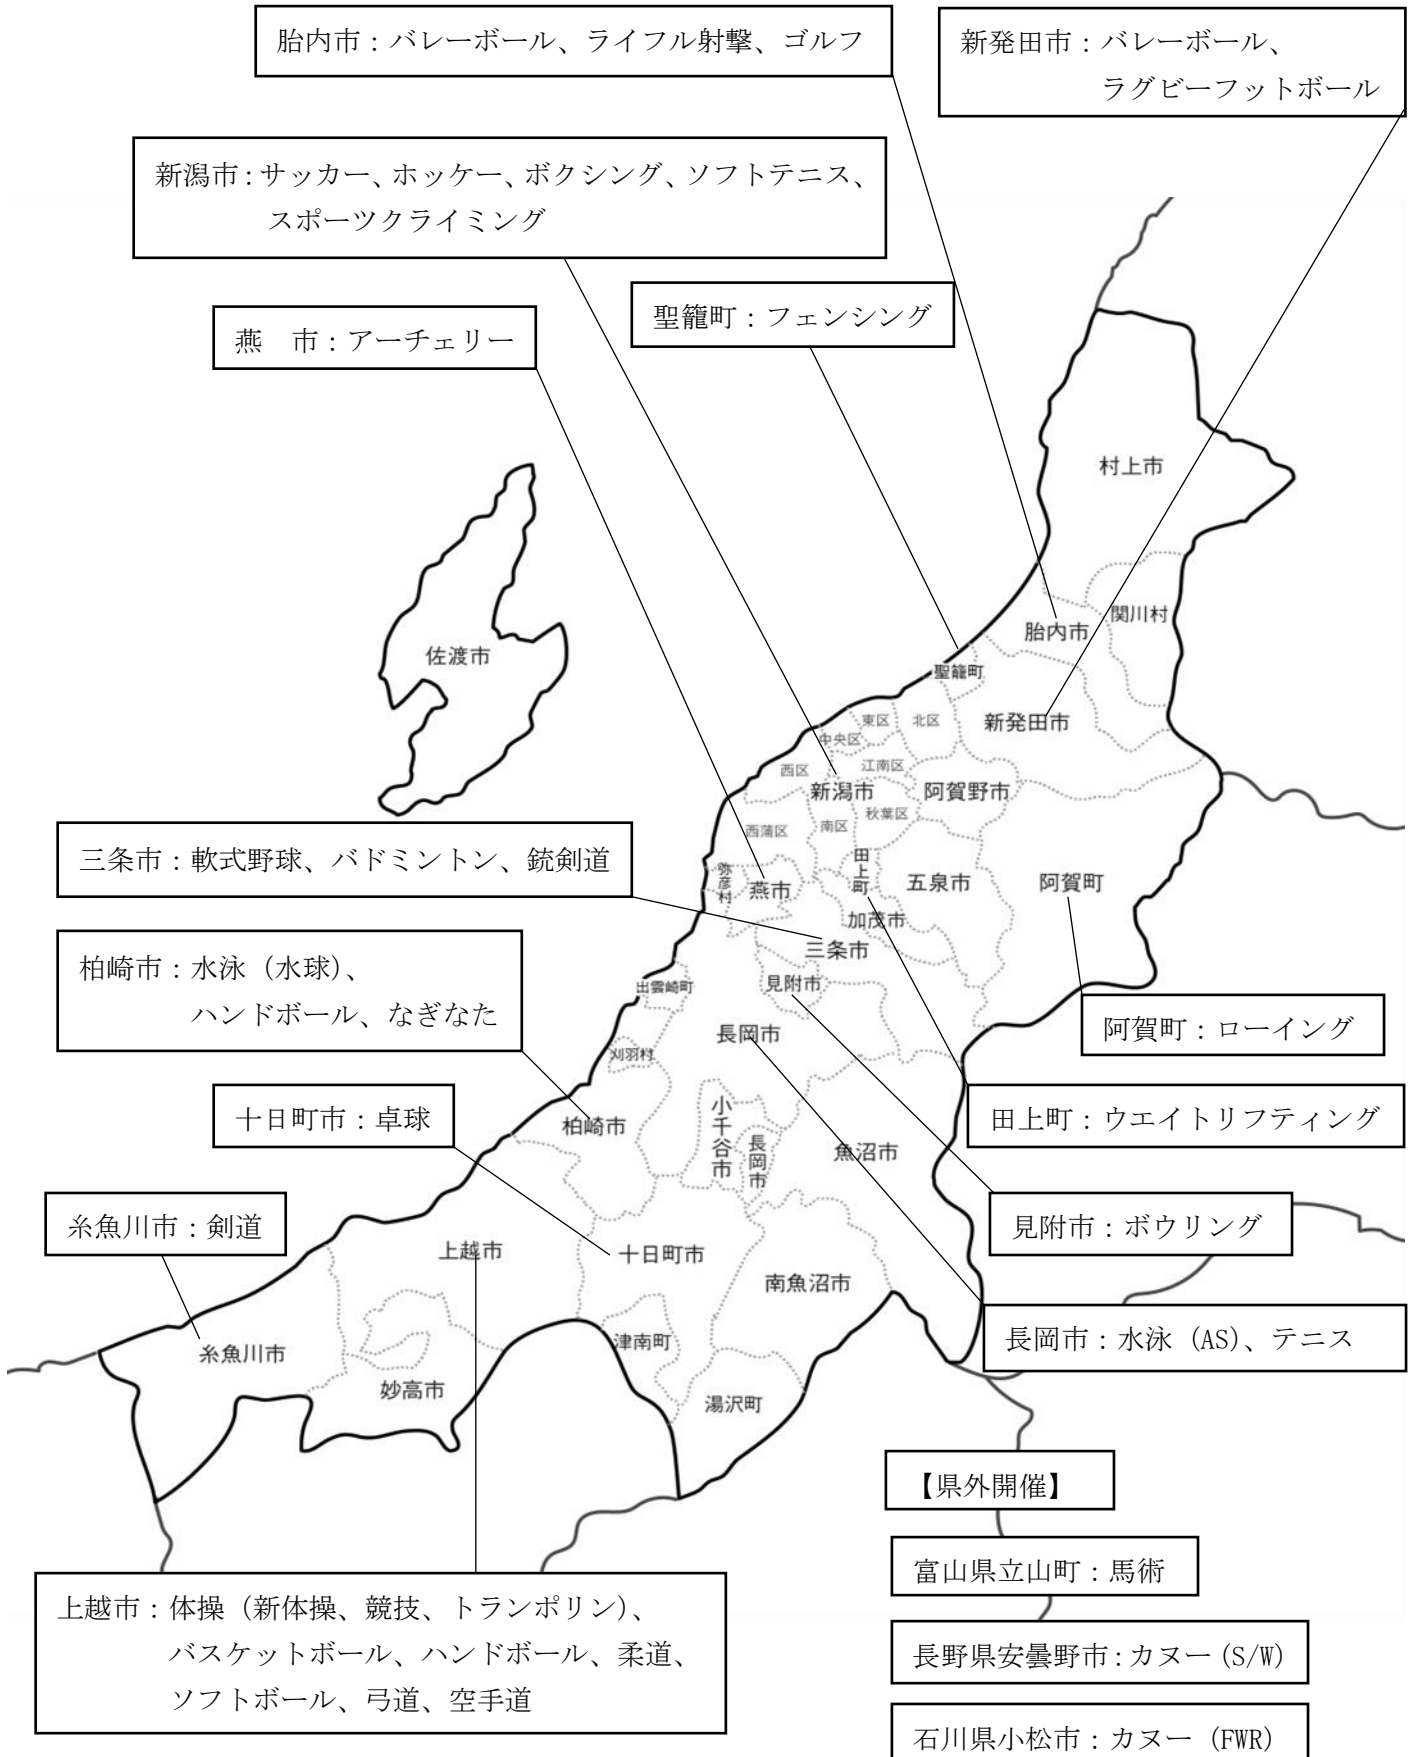 胎内市：バレーボール、ライフル射撃、ゴルフ
新発田市：バレーボール、
ラグビーフットボール
新潟市：サッカー、ホッケー、ボクシング、ソフトテニス、
スポーツクライミング
聖籠町：フェンシング
燕　市：アーチェリー
村上市
関川村
胎内市
佐渡市
聖籠町
新発田市
東区
北区
中央区
江南区
西区
新潟市
阿賀野市
秋葉区
南区
西蒲区
三条市：軟式野球、バドミントン、銃剣道
田上町
弥彦村
燕市
五泉市
阿賀町
加茂市
三条市
柏崎市：水泳（水球）、
ハンドボール、なぎなた
見附市
出雲崎町
阿賀町：ローイング
長岡市
刈羽村
十日町市：卓球
小千谷市
柏崎市
田上町：ウエイトリフティング
長岡市
魚沼市
糸魚川市：剣道
見附市：ボウリング
上越市
十日町市
南魚沼市
長岡市：水泳（AS）、テニス
津南町
糸魚川市
妙高市
湯沢町
【県外開催】
富山県立山町：馬術
上越市：体操（新体操、競技、トランポリン）、
バスケットボール、ハンドボール、柔道、
ソフトボール、弓道、空手道
長野県安曇野市：カヌー（S/W）
石川県小松市：カヌー（FWR）